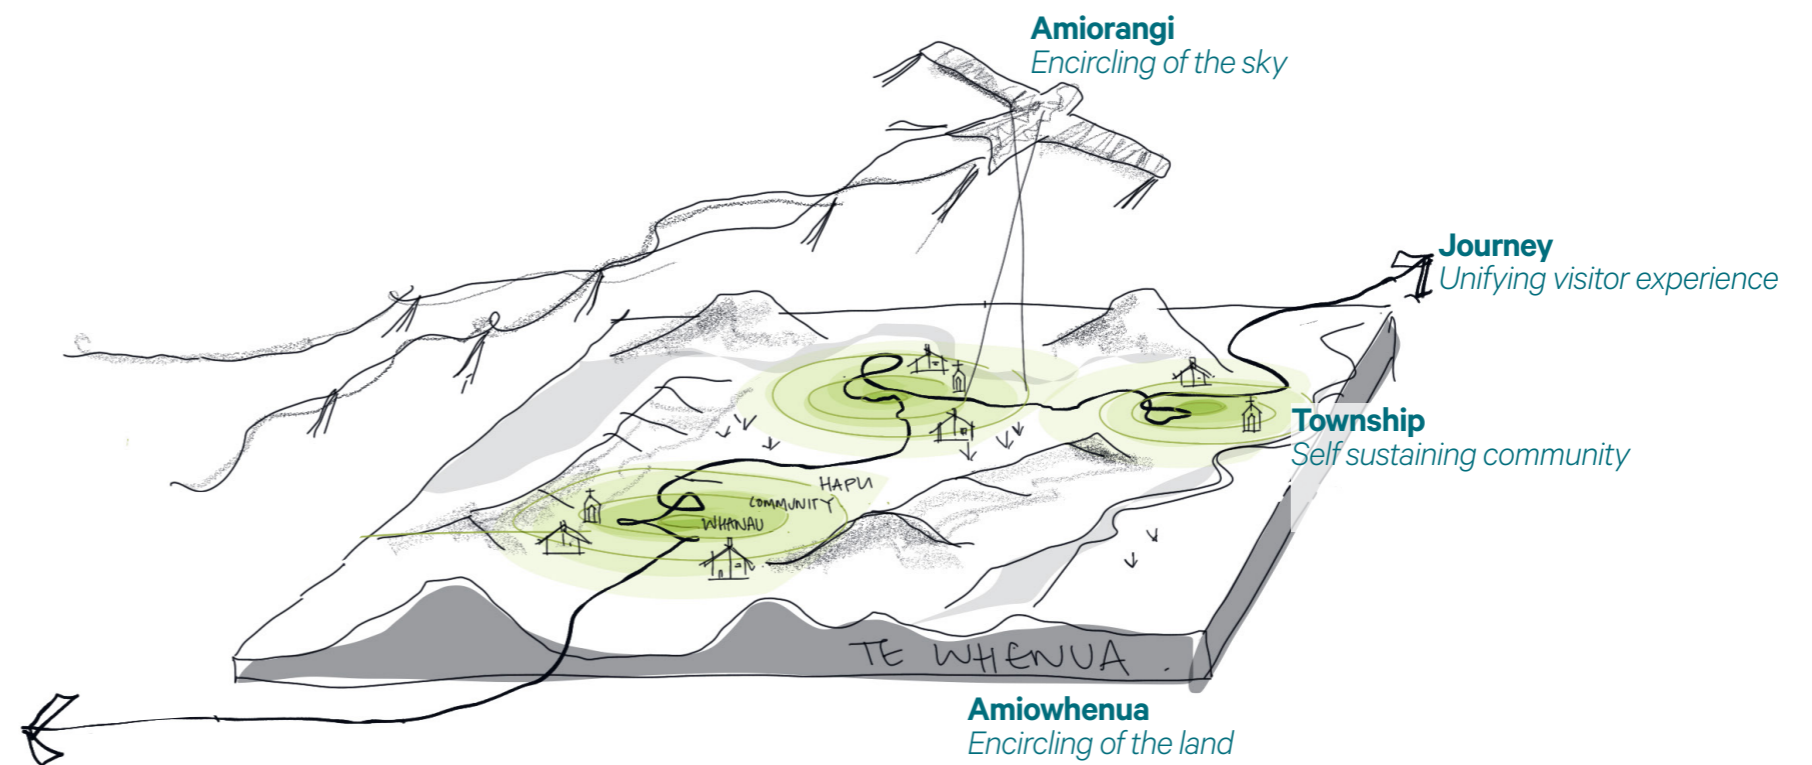 Amiorangi
Encircling of the sky
Journey
Unifying visitor experience
Township
Self sustaining community
HAPU
COMMUNITY
WHANAU
TE WHENUA .
Amiowhenua
Encircling of the land